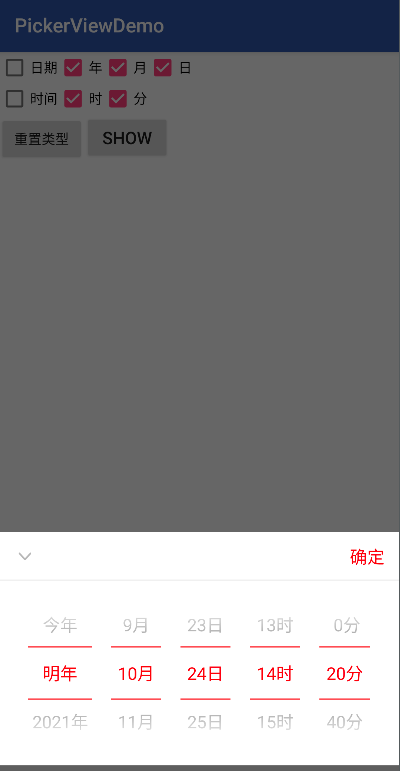 PickerViewDemo
日期 年 月 日
时间 时 分
重置类型 SHOW
确定
今年 9月 23日 13时 0分
明年 10月 24日 14时 20分
2021年 11月 25日 15时 40分